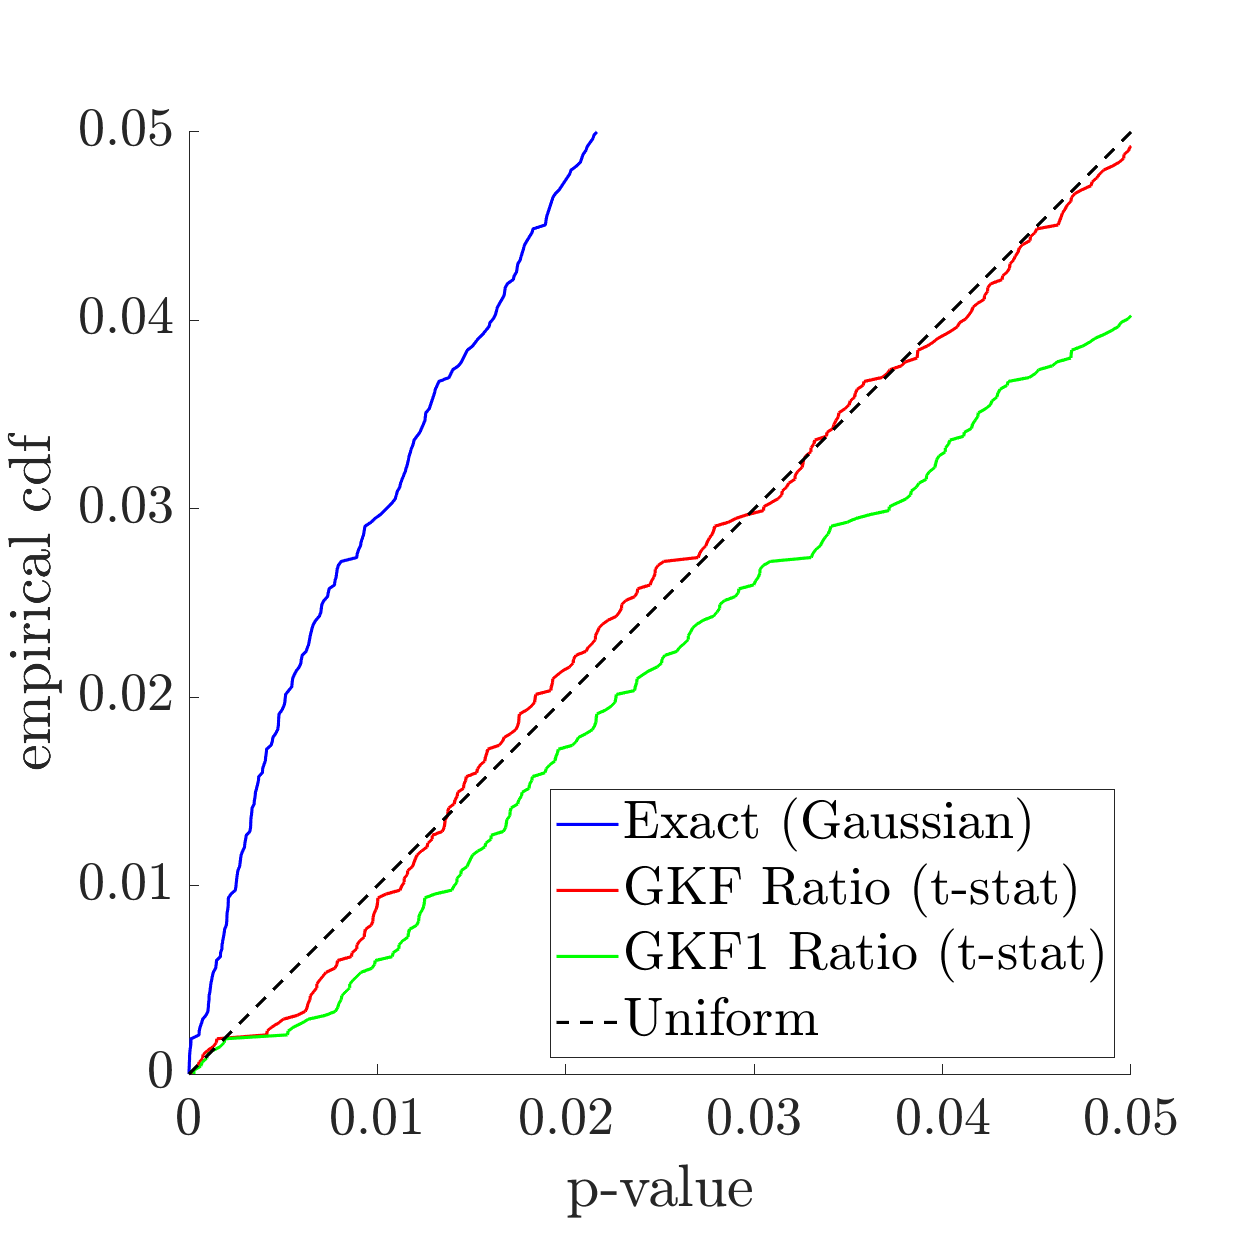 0.05
0.04
0.03
0.02
0.01
0
empirical cdf
Exact (Gaussian)
GKF Ratio (t-stat)
GKF1 Ratio (t-stat)
Uniform
0 0.01 0.02 0.03 0.04 0.05
p-value